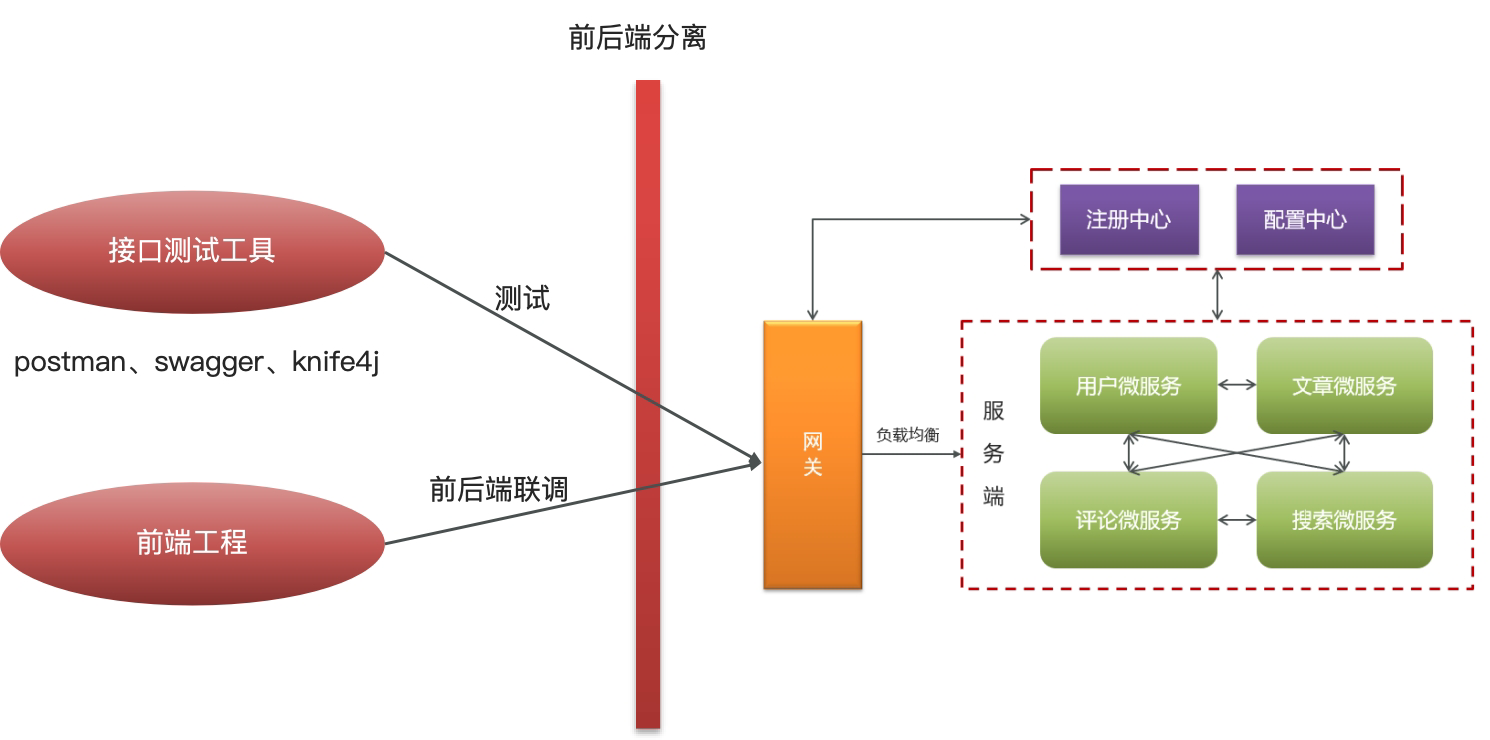 前后端分离
接口测试工具
postman、swagger、knife4j
测试
前后端联调
前端工程
网
关
负载均衡
注册中心
配置中心
服
务
端
用户微服务
文章微服务
评论微服务
搜索微服务